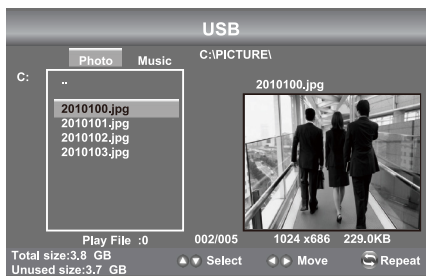 USB
Photo Music C:\PICTURE\
C: ..
2010100.jpg
2010100.jpg
2010101.jpg
2010102.jpg
2010103.jpg
Play File :0 002/005 1024 x686 229.0KB
Total size:3.8 GB
Unused size:3.7 GB
Select Move Repeat